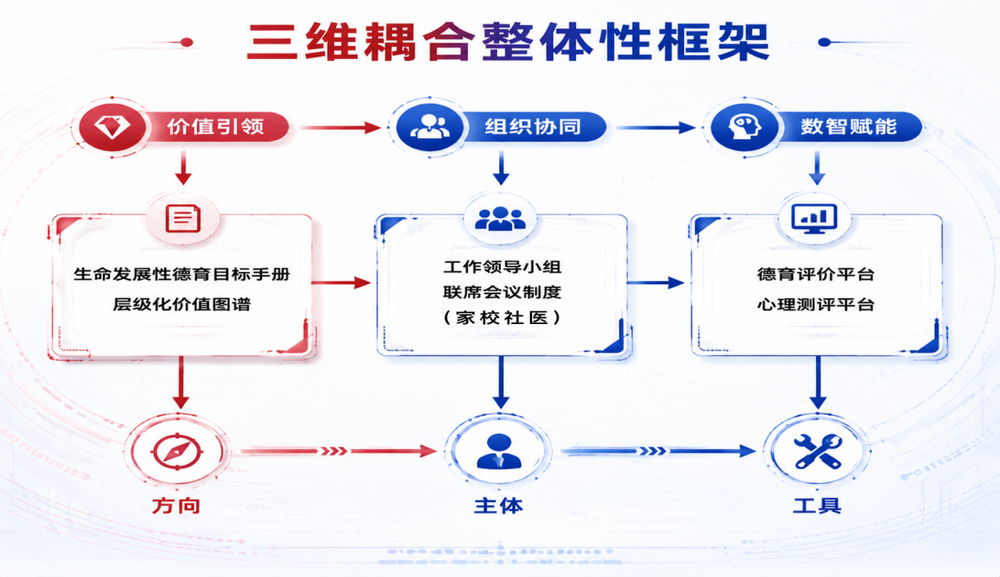 三维耦合整体性框架
价值引领
组织协同
数智赋能
生命发展性德育目标手册
层级化价值图谱
工作领导小组
联席会议制度
(家校社医)
德育评价平台
心理测评平台
方向
主体
工具